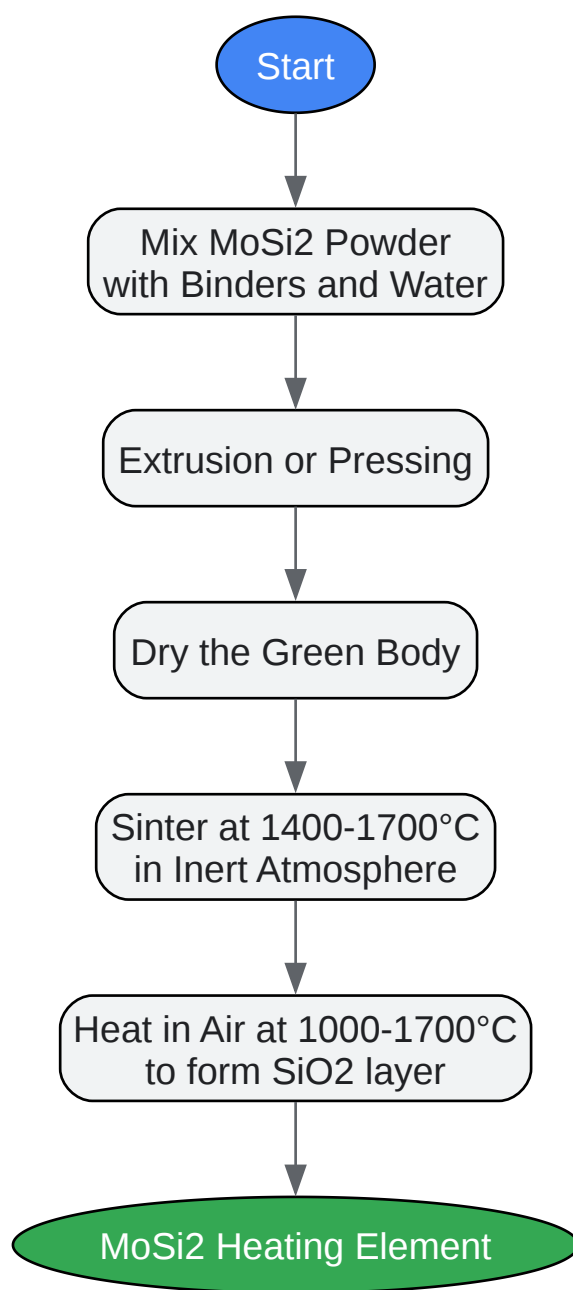 Start
Mix MoSi2 Powder
with Binders and Water
Extrusion or Pressing
Dry the Green Body
Sinter at 1400-1700°C
in Inert Atmosphere
Heat in Air at 1000-1700°C
to form SiO2 layer
MoSi2 Heating Element